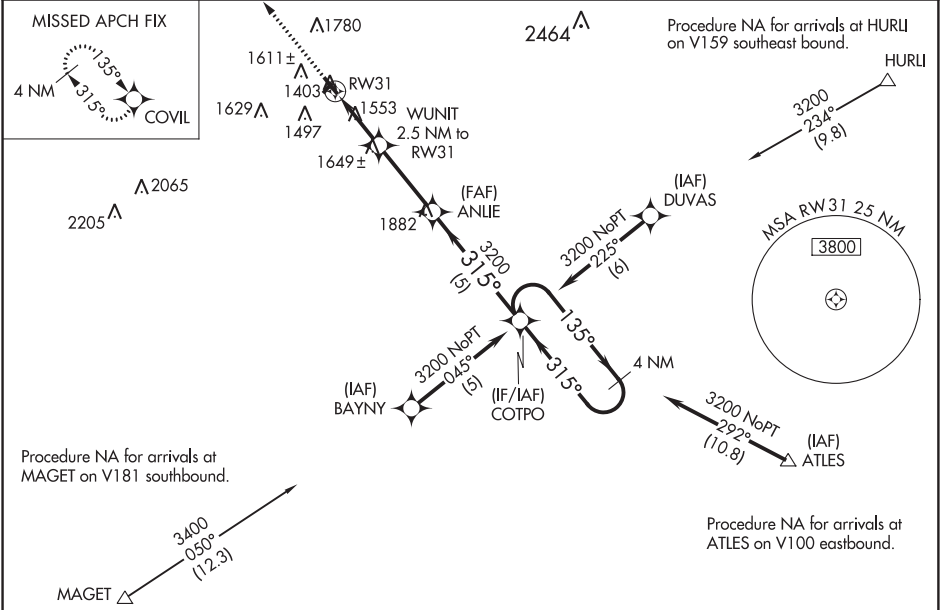 MISSED APCH FIX
135°
4 NM
315°
COVIL
1780
2464
Procedure NA for arrivals at HURLI
on V159 southeast bound.
HURLI
3200
234°
(9.8)
1611±
1403
RW31
1629
1497
1553
WUNIT
2.5 NM to
RW31
1649±
2065
2205
(FAF)
ANLIE
1882
(IAF)
DUVAS
3200 NoPT
225°
(6)
MSA RW31 25 NM
3800
3200
315°
(5)
135°
315°
4 NM
3200 NoPT
045°
(5)
(IAF)
BAYNY
(IF/IAF)
COTPO
3200 NoPT
292°
(10.8)
(IAF)
ATLES
Procedure NA for arrivals at
MAGET on V181 southbound.
3400
050°
(12.3)
MAGET
Procedure NA for arrivals at
ATLES on V100 eastbound.